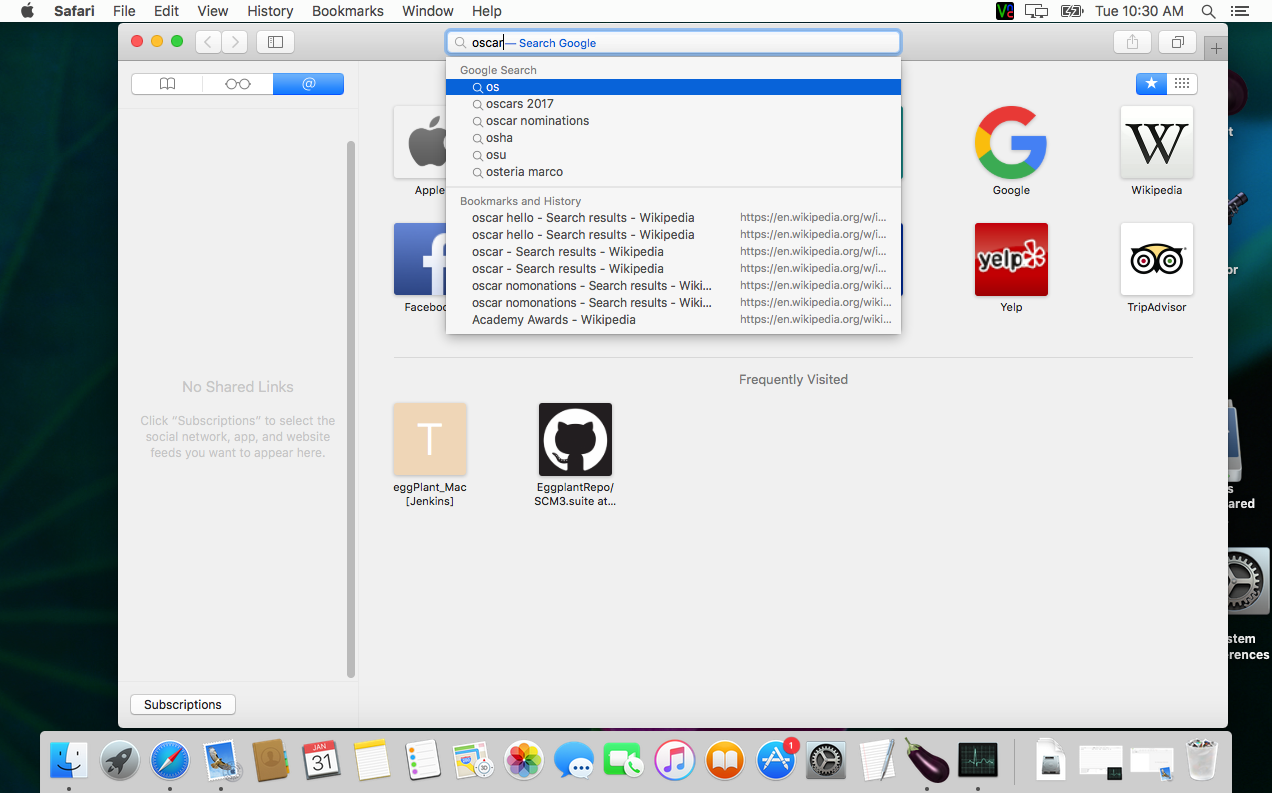 Safari File Edit View History Bookmarks Window Help Tue 10:30 AM
oscar — Search Google
Google Search
os
oscars 2017
oscar nominations
osha
osu
osteria marco
Bookmarks and History
oscar hello - Search results - Wikipedia https://en.wikipedia.org/w/i...
oscar hello - Search results - Wikipedia https://en.wikipedia.org/w/i...
oscar - Search results - Wikipedia https://en.wikipedia.org/w/i...
oscar - Search results - Wikipedia https://en.wikipedia.org/w/i...
oscar nomonations - Search results - Wiki... https://en.wikipedia.org/wiki...
oscar nomonations - Search results - Wiki... https://en.wikipedia.org/wiki...
Academy Awards - Wikipedia https://en.wikipedia.org/wiki...
Apple Google Wikipedia
yelp
Facebo Yelp TripAdvisor
Frequently Visited
No Shared Links
Click “Subscriptions” to select the
social network, app, and website
feeds you want to appear here.
T
eggPlant_Mac
[Jenkins]
EggplantRepo/
SCM3.suite at...
t
or
s
ared
stem
rences
Subscriptions
JAN
31
1